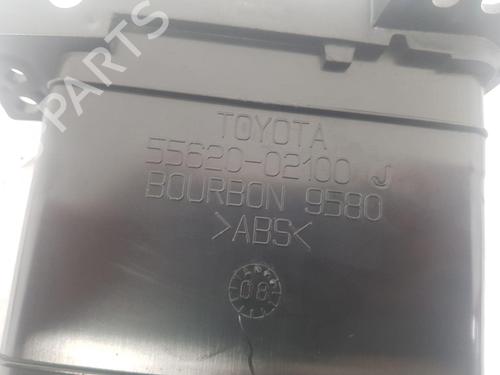 TOYOTA
55620-02100 J
BOURBON 9580
>ABS<
08
PARTS